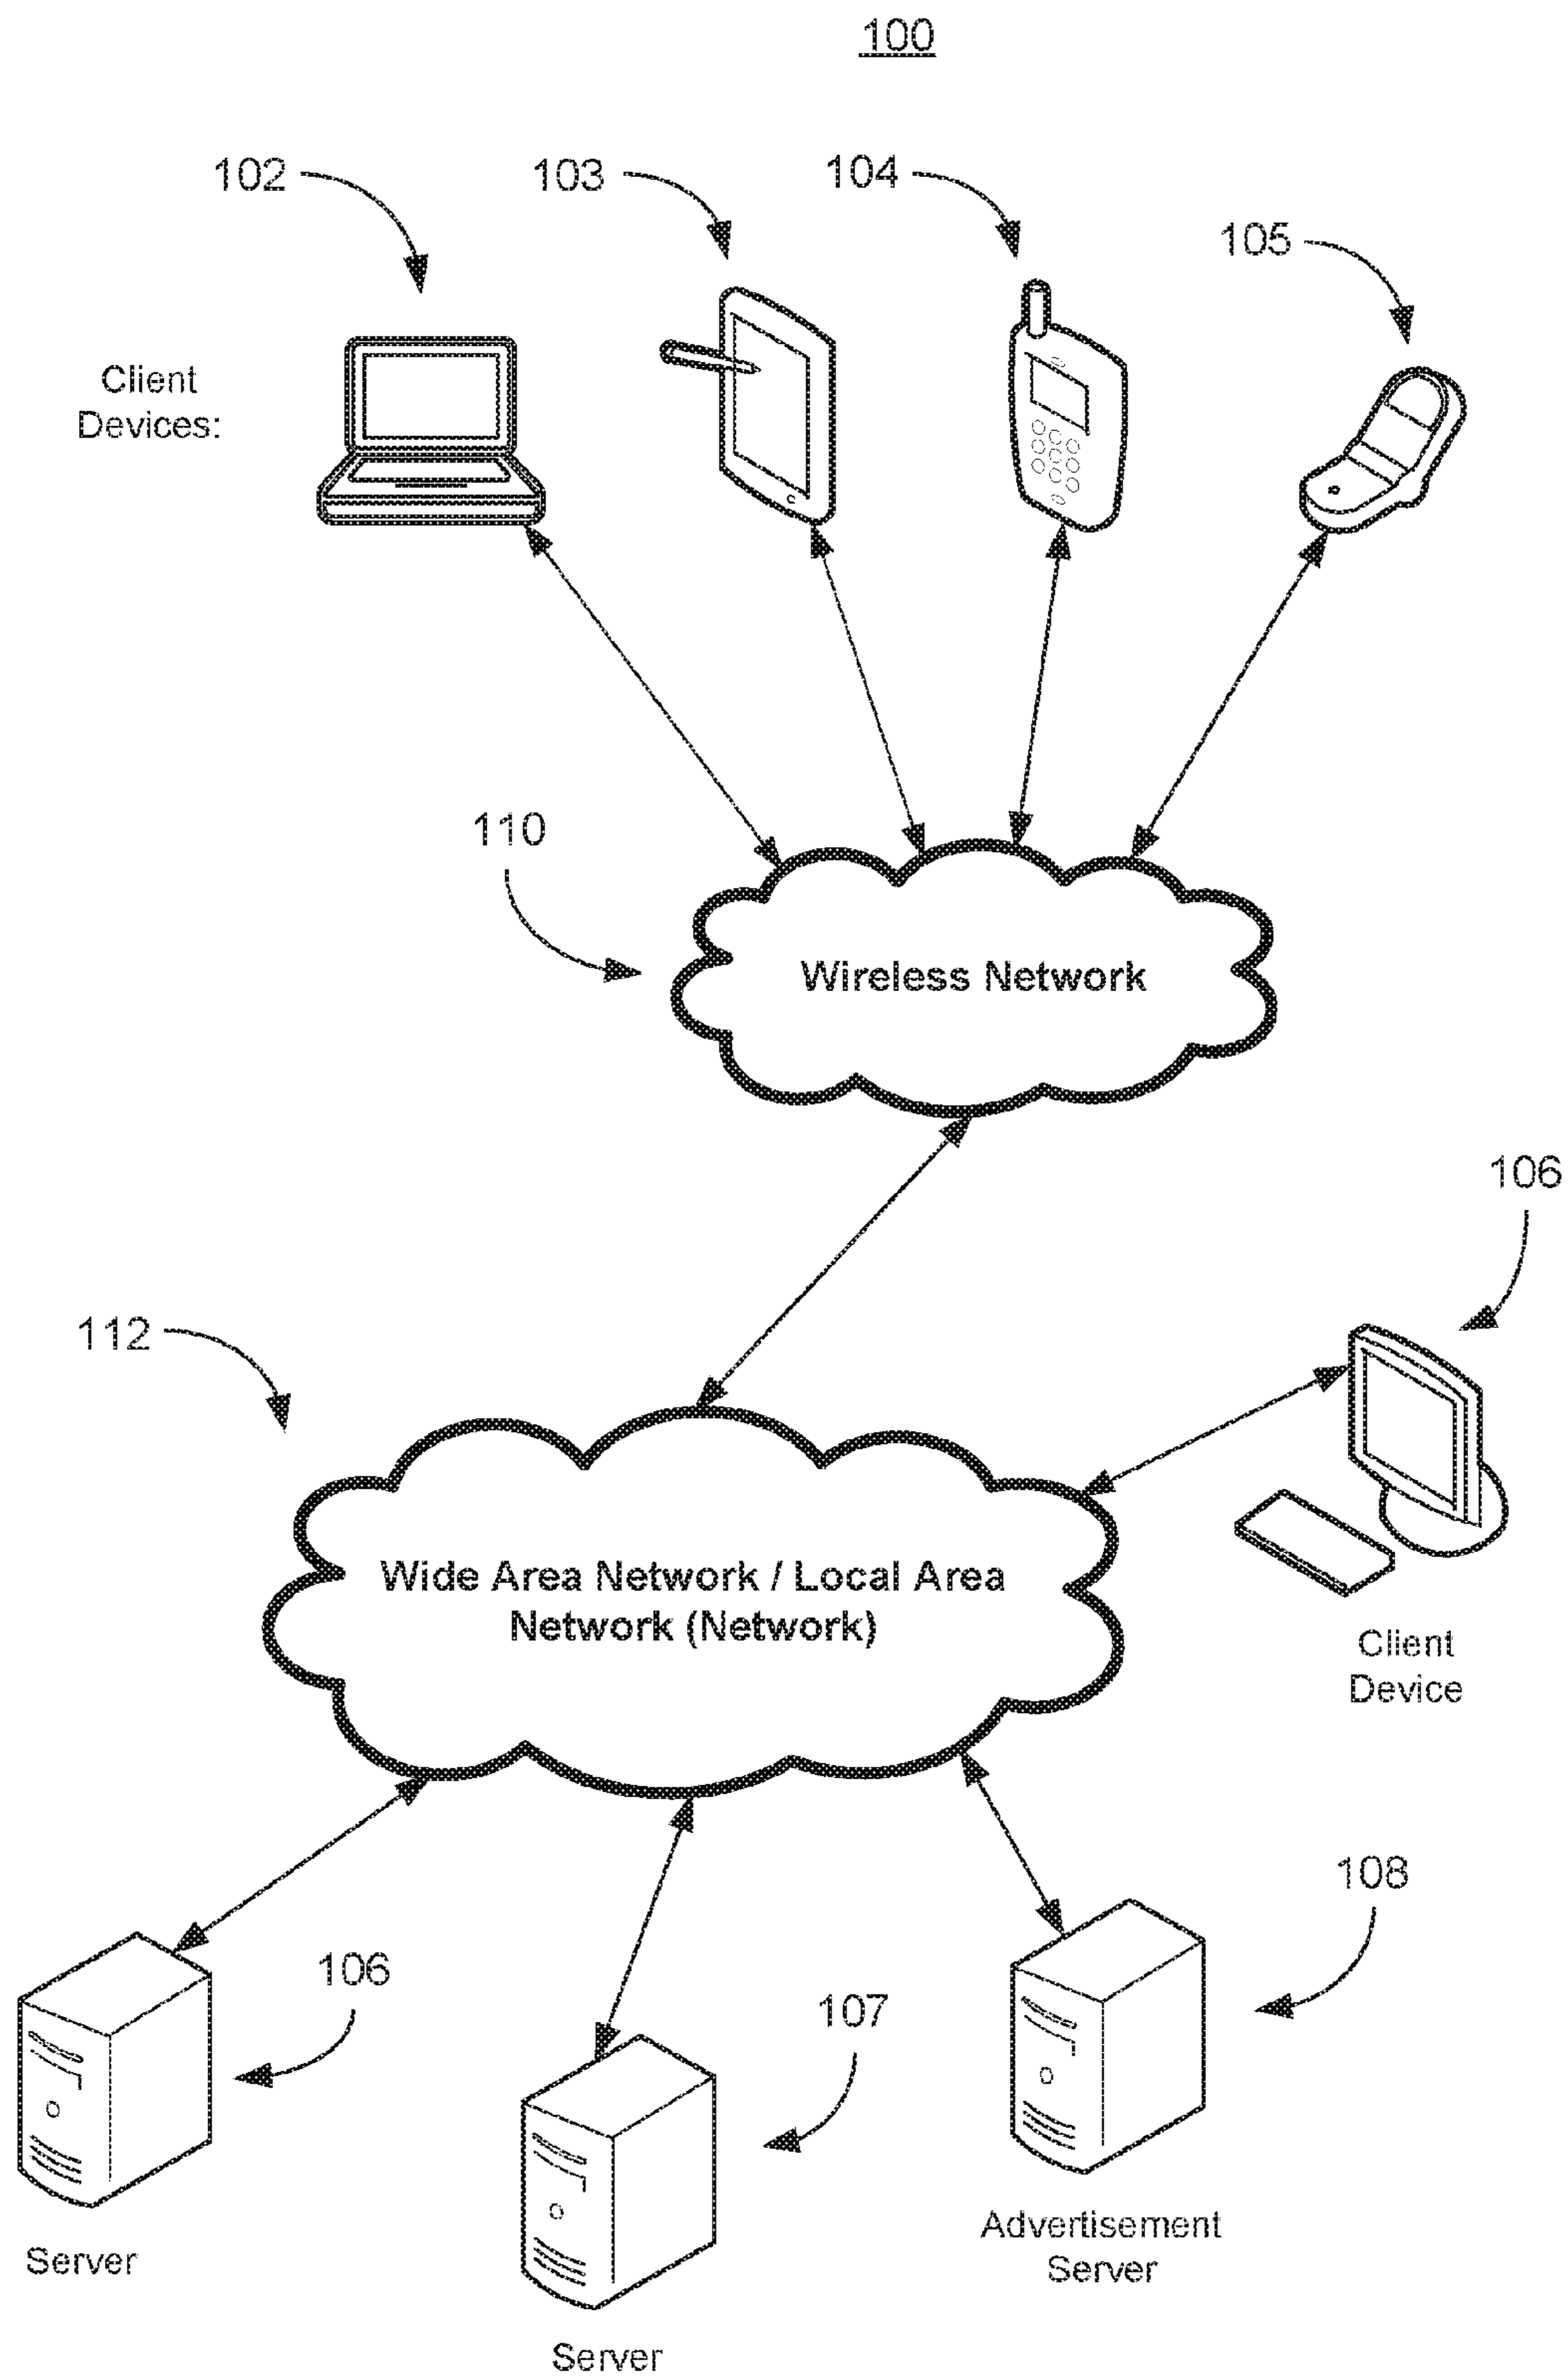 100
102
103
104
105
Client
Devices:
110
Wireless Network
106
112
Wide Area Network / Local Area
Network (Network)
Client
Device
108
106
107
Advertisement
Server
Server
Server